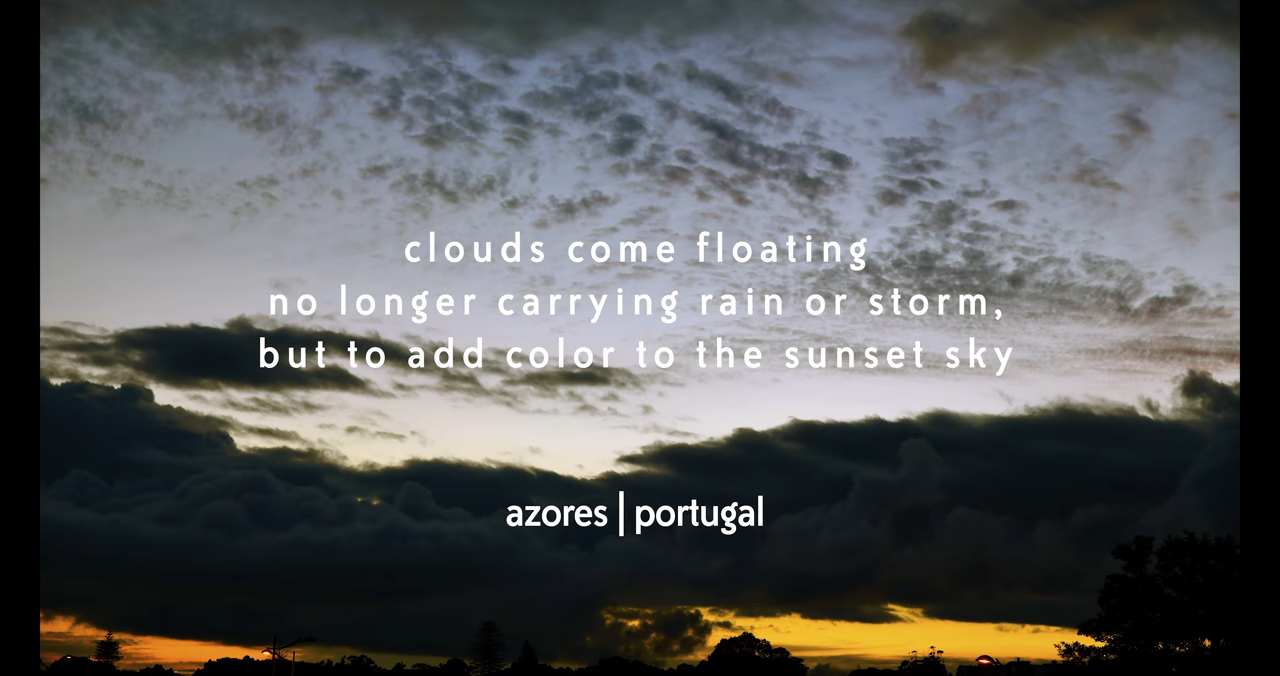 clouds come floating
no longer carrying rain or storm,
but to add color to the sunset sky
azores | portugal